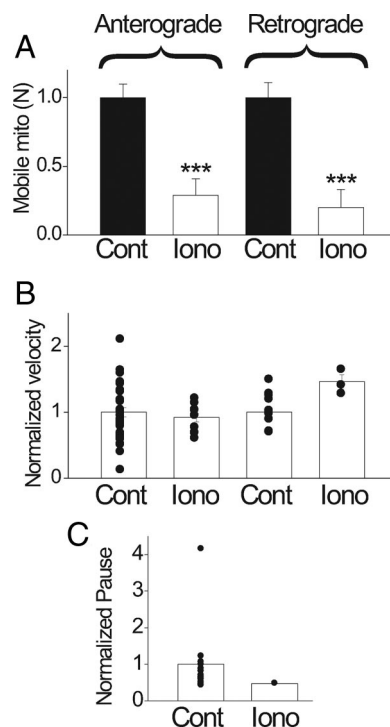 Anterograde Retrograde
A
Mobile mito (N)
1.0
0.5
0.0
***
***
Cont Iono Cont Iono
B
Normalized velocity
2
1
0
Cont Iono Cont Iono
C
Normalized Pause
4
3
2
1
0
Cont Iono